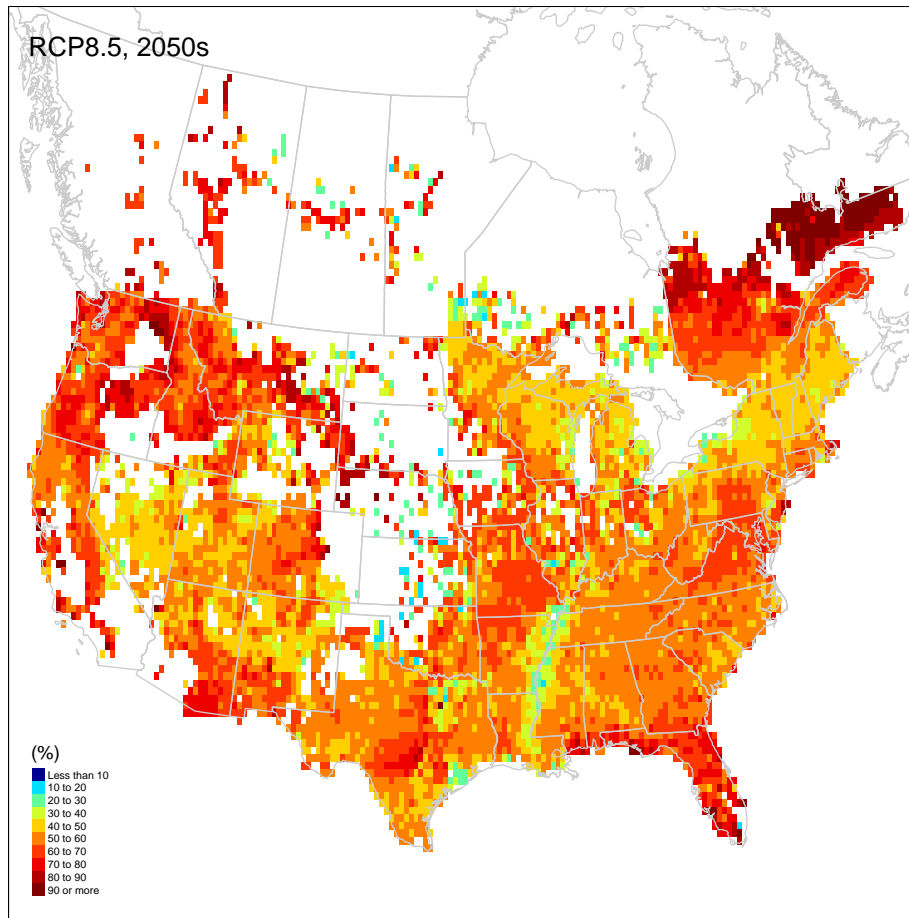 RCP8.5, 2050s
(%)
Less than 10
10 to 20
20 to 30
30 to 40
40 to 50
50 to 60
60 to 70
70 to 80
80 to 90
90 or more